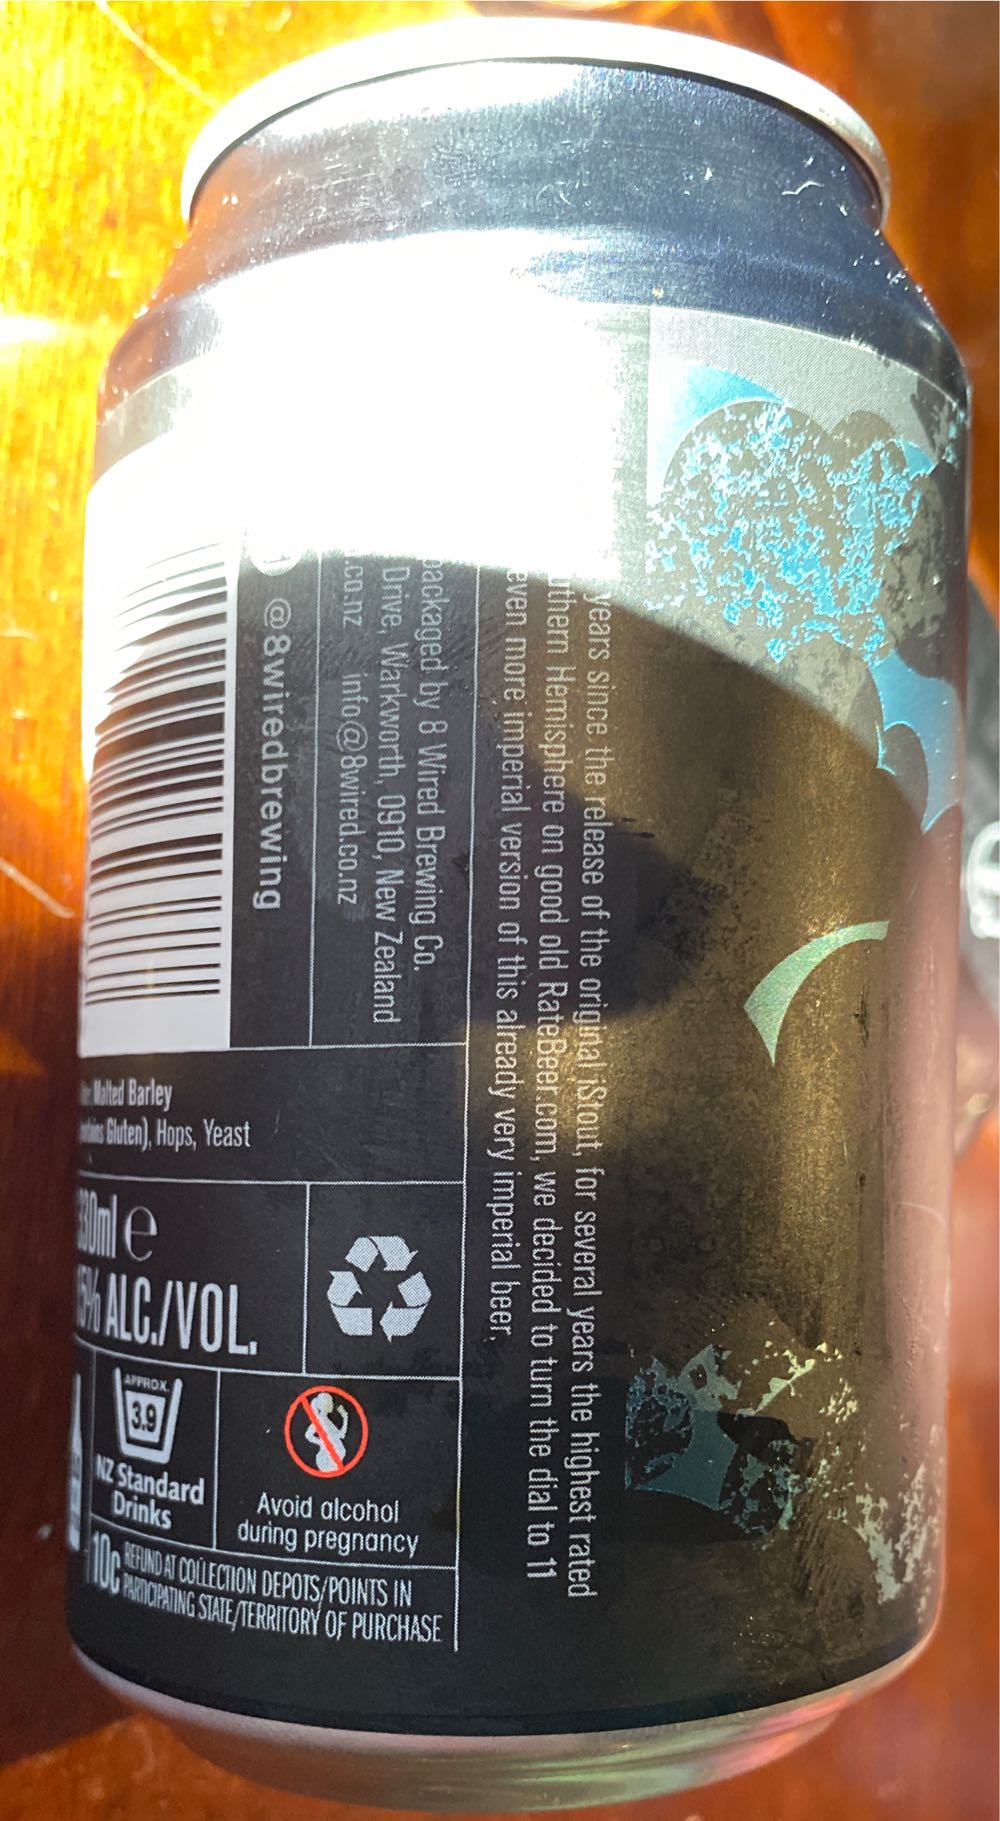 years since the release of the original iStout, for several years the highest rated
Hemisphere on good old RateBeer.com, we decided to turn the dial to 11
even more imperial version of this already very imperial beer.
packaged by 8 Wired Brewing Co.
Drive, Warkworth, 0910, New Zealand
.co.nz info@8wired.co.nz
@8wiredbrewing
Malted Barley
Gluten), Hops, Yeast
ml e
% ALC./VOL.
APPROX.
3.9
NZ Standard
Drinks
Avoid alcohol
during pregnancy
10c REFUND AT COLLECTION DEPOTS/POINTS IN
PARTICIPATING STATE/TERRITORY OF PURCHASE